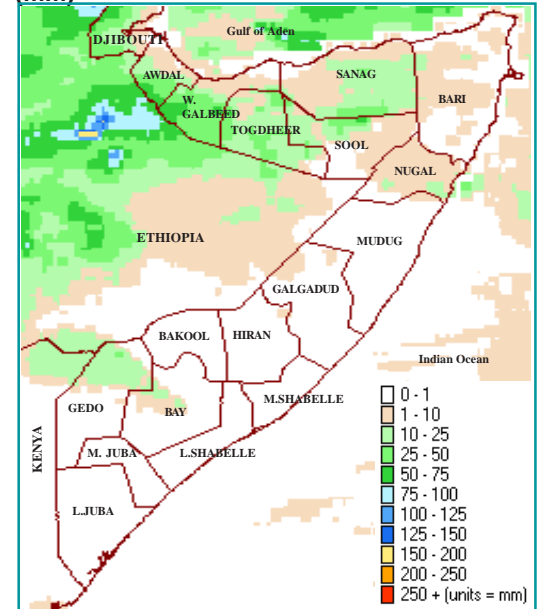 DJIBOUTI
Gulf of Aden
AWDAL
SANAG
W.
GALBEED
BARI
TOGDHEER
SOOL
NUGAL
ETHIOPIA
MUDUG
GALGADUD
BAKOOL
HIRAN
Indian Ocean
GEDO
BAY
M.SHABELLE
KENYA
M. JUBA
L.SHABELLE
L.JUBA
0 - 1
1 - 10
10 - 25
25 - 50
50 - 75
75 - 100
100 - 125
125 - 150
150 - 200
200 - 250
250 + (units = mm)